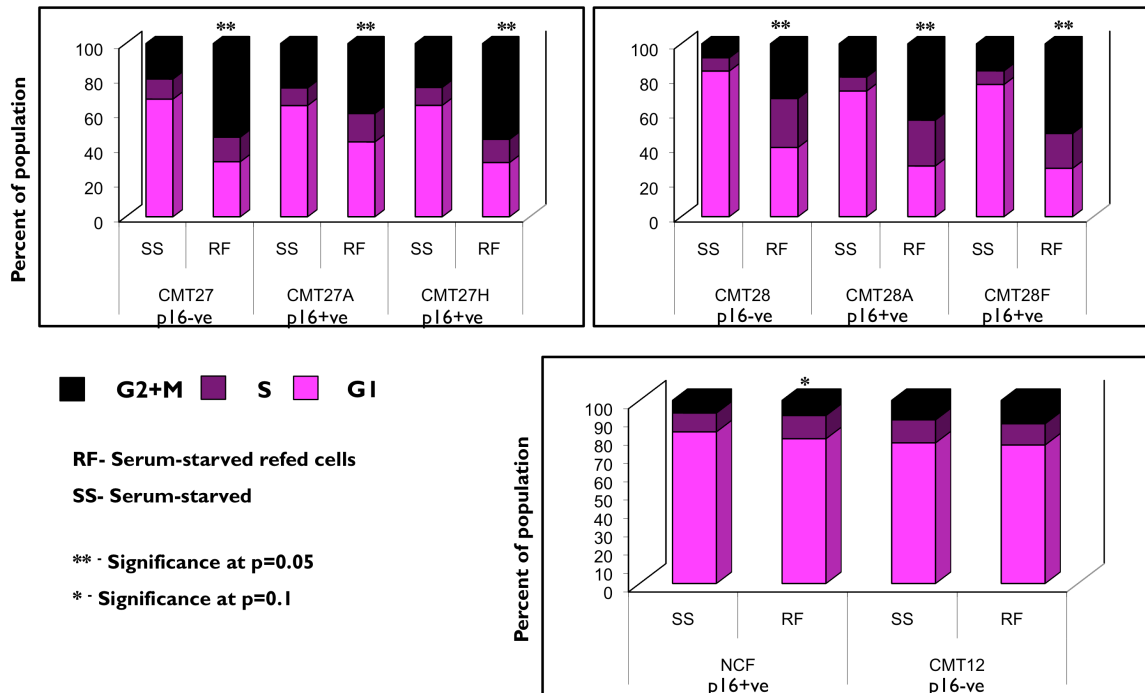 ** ** **
100
80
60
40
20
0
Percent of population
SS RF SS RF SS RF
CMT27 CMT27A CMT27H
p16-ve p16+ve p16+ve
** ** **
100
80
60
40
20
0
SS RF SS RF SS RF
CMT28 CMT28A CMT28F
p16-ve p16+ve p16+ve
G2+M S G1
RF- Serum-starved refed cells
SS- Serum-starved
** - Significance at p=0.05
* - Significance at p=0.1
*
100
90
80
70
60
50
40
30
20
10
0
Percent of population
SS RF SS RF
NCF CMT12
p16+ve p16-ve